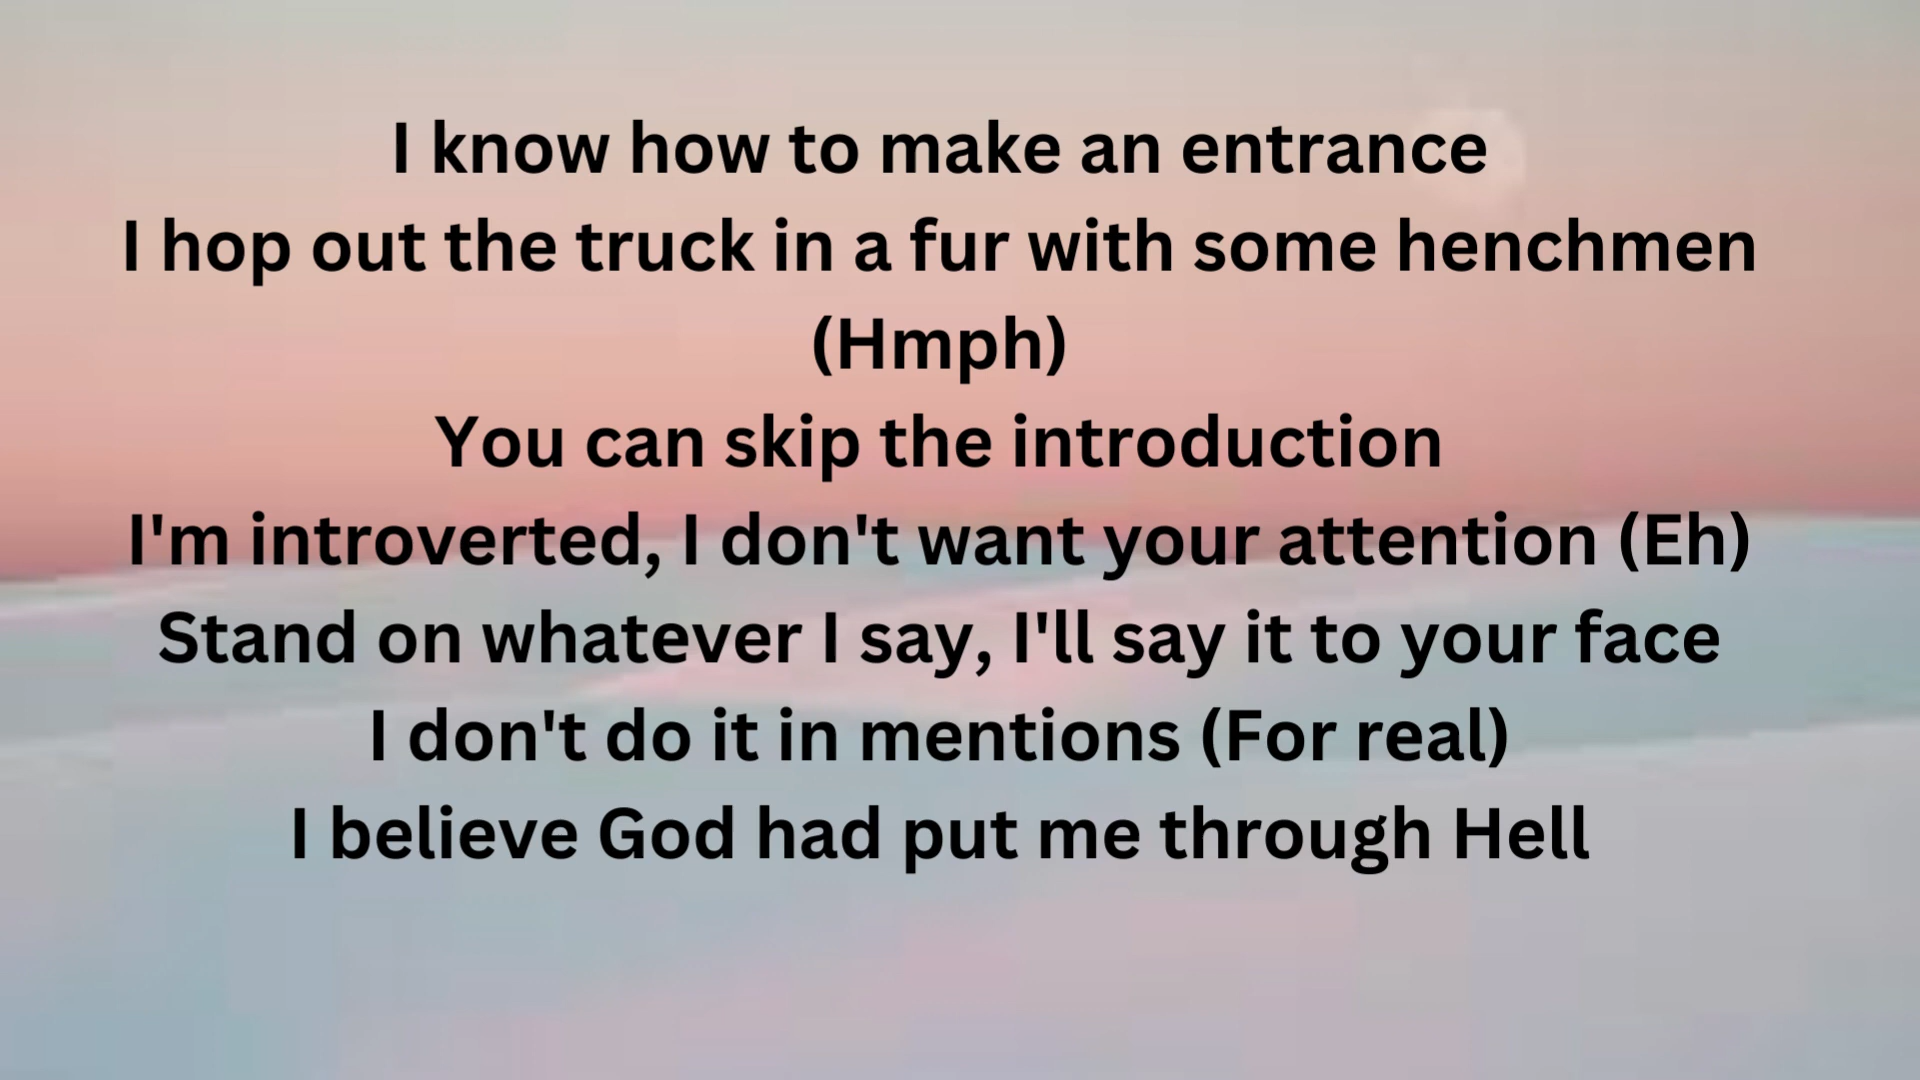 I know how to make an entrance
I hop out the truck in a fur with some henchmen
(Hmph)
You can skip the introduction
I'm introverted, I don't want your attention (Eh)
Stand on whatever I say, I'll say it to your face
I don't do it in mentions (For real)
I believe God had put me through Hell